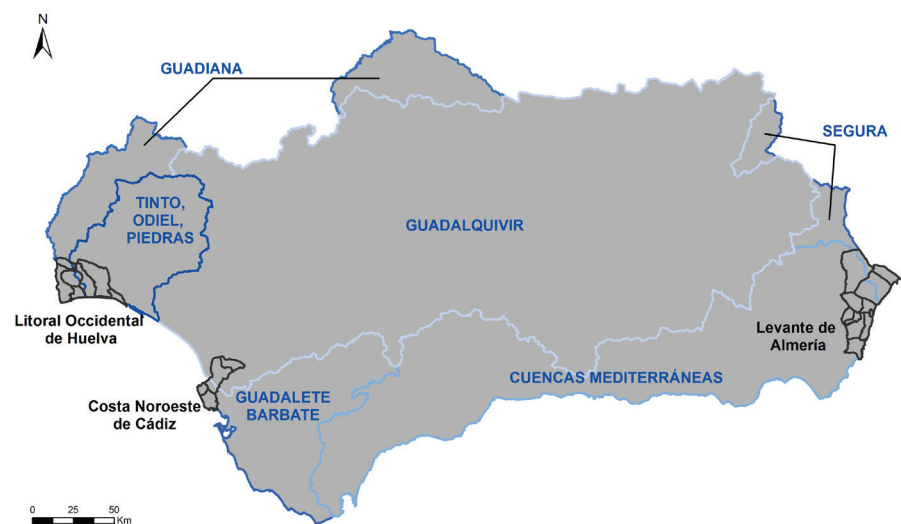 N
GUADIANA
SEGURA
TINTO,
ODIEL,
PIEDRAS
GUADALQUIVIR
Litoral Occidental
de Huelva
Levante de
Almería
CUENCAS MEDITERRÁNEAS
GUADALETE
BARBATE
Costa Noroeste
de Cádiz
0 25 50
Km